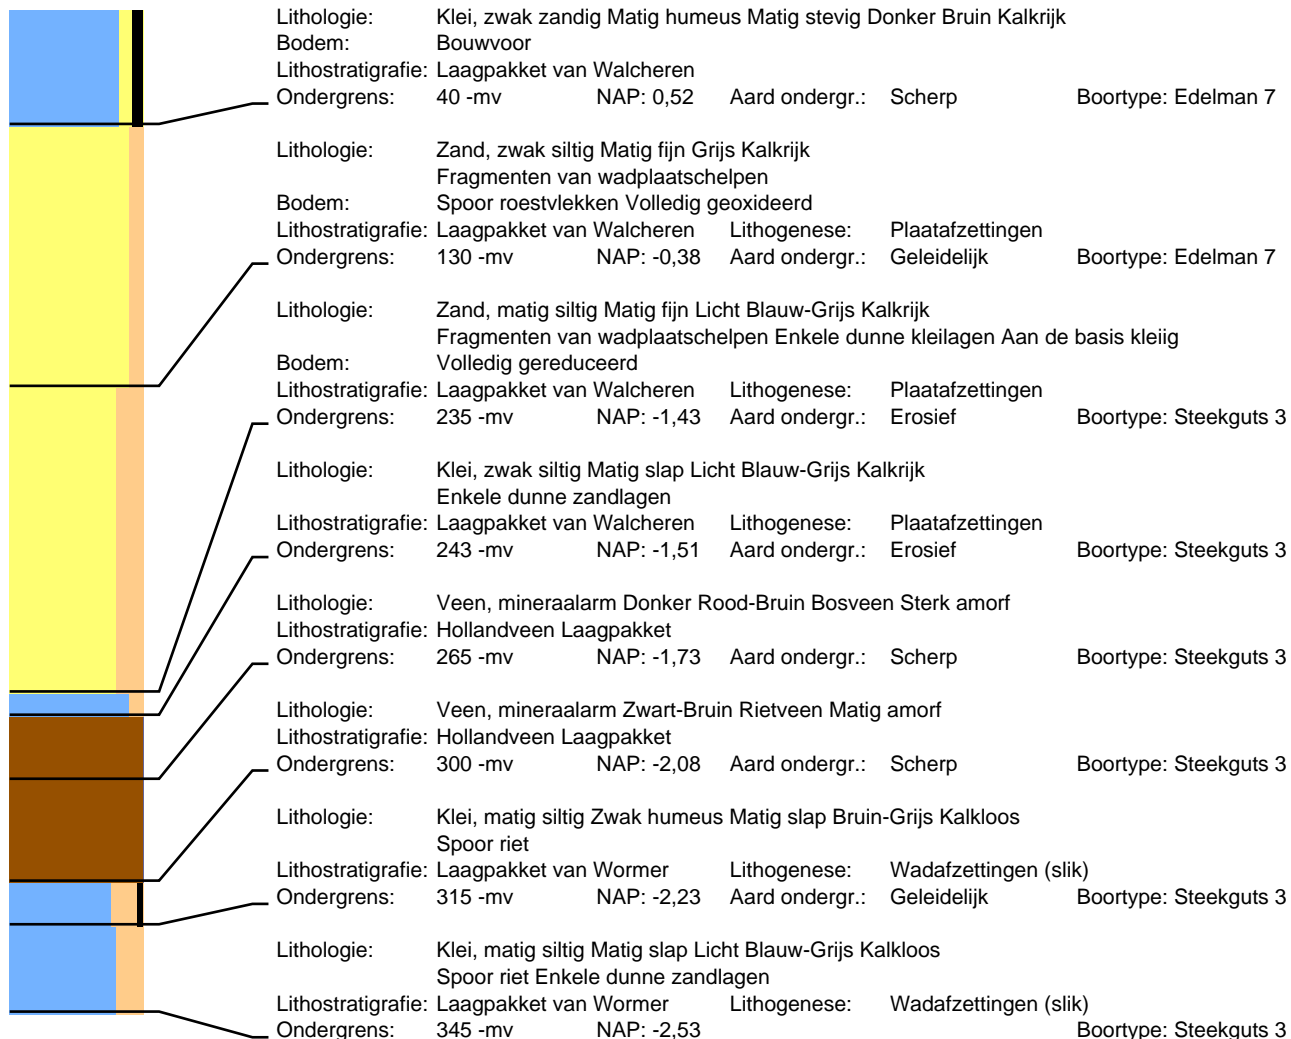 Lithologie: Klei, zwak zandig Matig humeus Matig stevig Donker Bruin Kalkrijk
Bodem: Bouwvoor
Lithostratigrafie: Laagpakket van Walcheren
Ondergrens: 40 -mv NAP: 0,52 Aard ondergr.: Scherp Boortype: Edelman 7
Lithologie: Zand, zwak siltig Matig fijn Grijs Kalkrijk
Fragmenten van wadplaatschelpen
Bodem: Spoor roestvlekken Volledig geoxideerd
Lithostratigrafie: Laagpakket van Walcheren Lithogenese: Plaatafzettingen
Ondergrens: 130 -mv NAP: -0,38 Aard ondergr.: Geleidelijk Boortype: Edelman 7
Lithologie: Zand, matig siltig Matig fijn Licht Blauw-Grijs Kalkrijk
Fragmenten van wadplaatschelpen Enkele dunne kleilagen Aan de basis kleiig
Bodem: Volledig gereduceerd
Lithostratigrafie: Laagpakket van Walcheren Lithogenese: Plaatafzettingen
Ondergrens: 235 -mv NAP: -1,43 Aard ondergr.: Erosief Boortype: Steekguts 3
Lithologie: Klei, zwak siltig Matig slap Licht Blauw-Grijs Kalkrijk
Enkele dunne zandlagen
Lithostratigrafie: Laagpakket van Walcheren Lithogenese: Plaatafzettingen
Ondergrens: 243 -mv NAP: -1,51 Aard ondergr.: Erosief Boortype: Steekguts 3
Lithologie: Veen, mineraalarm Donker Rood-Bruin Bosveen Sterk amorf
Lithostratigrafie: Hollandveen Laagpakket
Ondergrens: 265 -mv NAP: -1,73 Aard ondergr.: Scherp Boortype: Steekguts 3
Lithologie: Veen, mineraalarm Zwart-Bruin Rietveen Matig amorf
Lithostratigrafie: Hollandveen Laagpakket
Ondergrens: 300 -mv NAP: -2,08 Aard ondergr.: Scherp Boortype: Steekguts 3
Lithologie: Klei, matig siltig Zwak humeus Matig slap Bruin-Grijs Kalkloos
Spoor riet
Lithostratigrafie: Laagpakket van Wormer Lithogenese: Wadafzettingen (slik)
Ondergrens: 315 -mv NAP: -2,23 Aard ondergr.: Geleidelijk Boortype: Steekguts 3
Lithologie: Klei, matig siltig Matig slap Licht Blauw-Grijs Kalkloos
Spoor riet Enkele dunne zandlagen
Lithostratigrafie: Laagpakket van Wormer Lithogenese: Wadafzettingen (slik)
Ondergrens: 345 -mv NAP: -2,53 Boortype: Steekguts 3